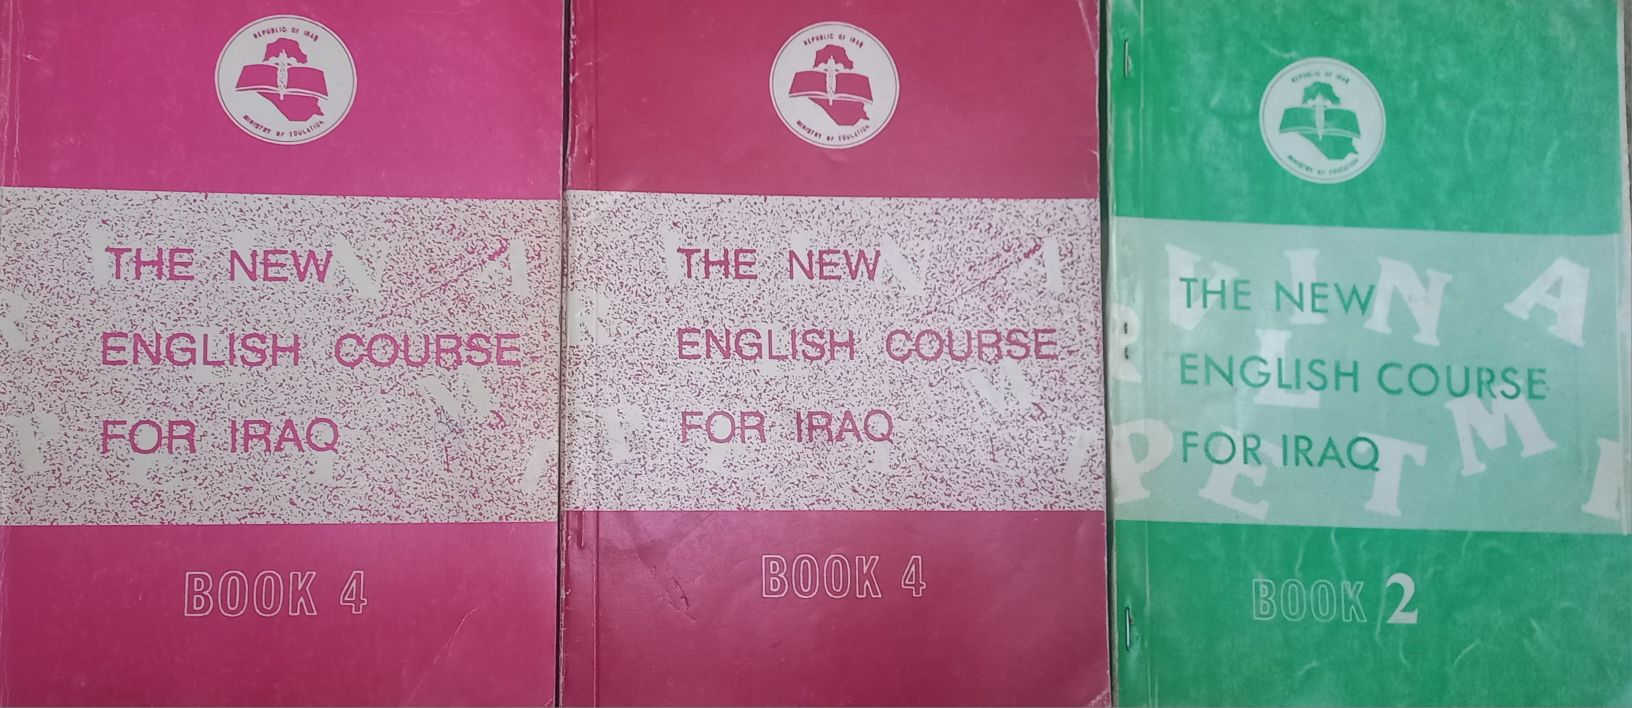 REPUBLIC OF IRAQ
MINISTRY OF EDUCATION
THE NEW
ENGLISH COURSE
FOR IRAQ
BOOK 4
REPUBLIC OF IRAQ
MINISTRY OF EDUCATION
THE NEW
ENGLISH COURSE
FOR IRAQ
BOOK 4
REPUBLIC OF IRAQ
MINISTRY OF EDUCATION
THE NEW
ENGLISH COURSE
FOR IRAQ
BOOK 2